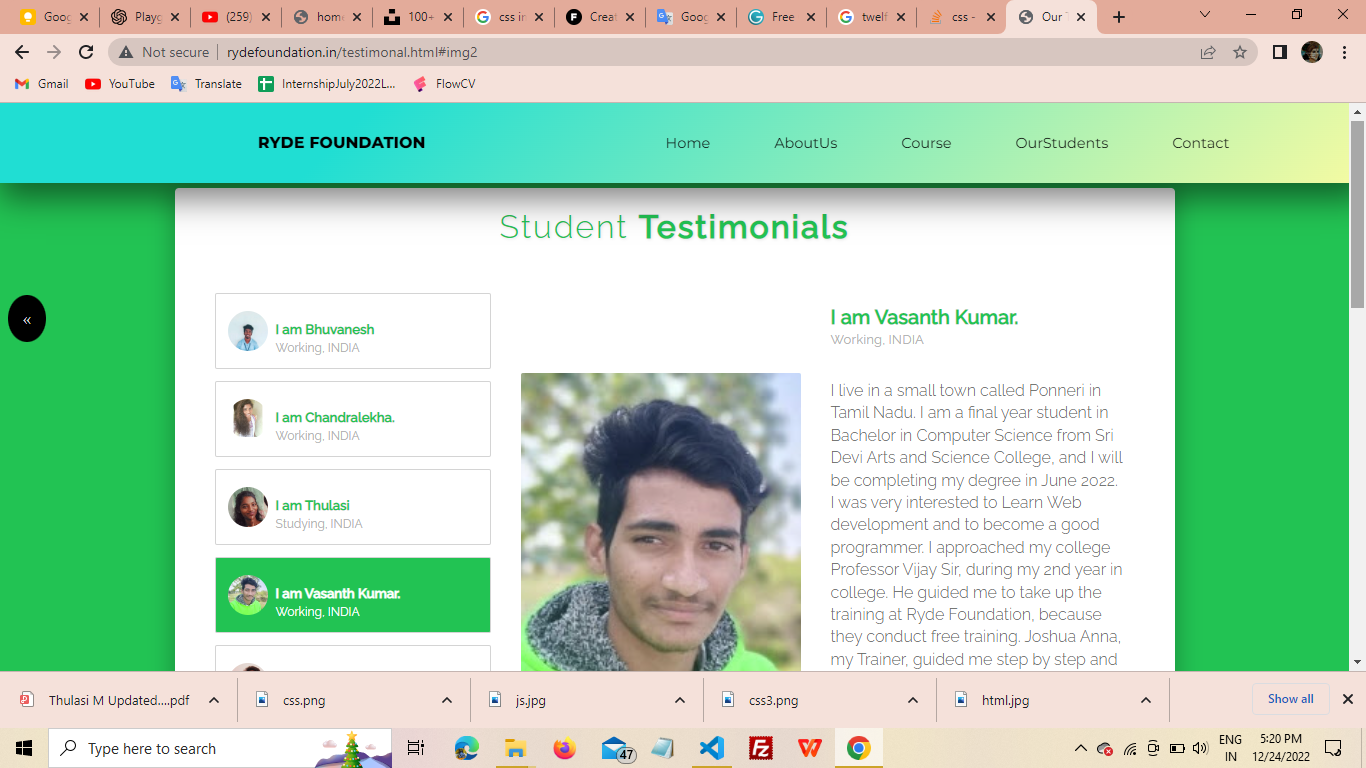 Goog
Playg
(259)
home
100+
css in
Creat
Goog
Free
twelf
css -
Our T
Not secure
rydefoundation.in/testimonal.html#img2
Gmail
YouTube
Translate
InternshipJuly2022L...
FlowCV
RYDE FOUNDATION
Home
AboutUs
Course
OurStudents
Contact
Student Testimonials
«
I am Bhuvanesh
Working, INDIA
I am Chandralekha.
Working, INDIA
I am Thulasi
Studying, INDIA
I am Vasanth Kumar.
Working, INDIA
I am Vasanth Kumar.
Working, INDIA
I live in a small town called Ponneri in
Tamil Nadu. I am a final year student in
Bachelor in Computer Science from Sri
Devi Arts and Science College, and I will
be completing my degree in June 2022.
I was very interested to Learn Web
development and to become a good
programmer. I approached my college
Professor Vijay Sir, during my 2nd year in
college. He guided me to take up the
training at Ryde Foundation, because
they conduct free training. Joshua Anna,
my Trainer, guided me step by step and
Thulasi M Updated....pdf
css.png
js.jpg
css3.png
html.jpg
Show all
Type here to search
47
ENG
IN
5:20 PM
12/24/2022